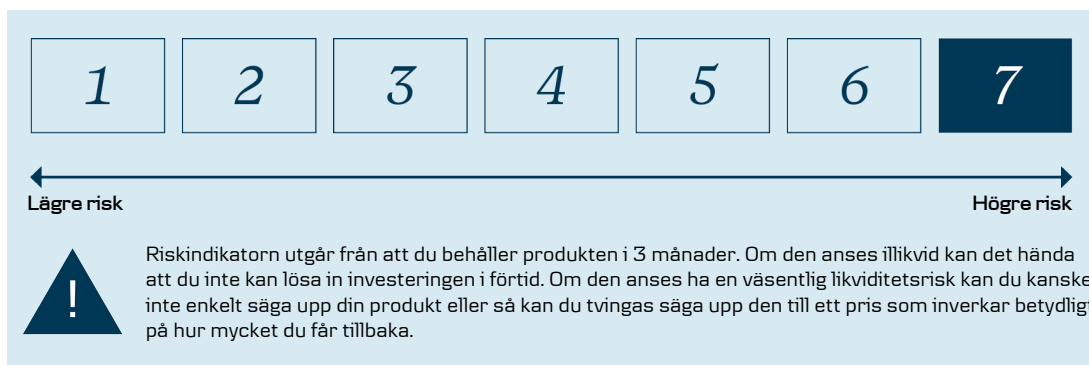 1 2 3 4 5 6 7
Lägre risk Högre risk
Riskindikatorn utgår från att du behåller produkten i 3 månader. Om den anses illikvid kan det hända
att du inte kan lösa in investeringen i förtid. Om den anses ha en väsentlig likviditetsrisk kan du kanske
inte enkelt säga upp din produkt eller så kan du tvingas säga upp den till ett pris som inverkar betydligt
på hur mycket du får tillbaka.
!